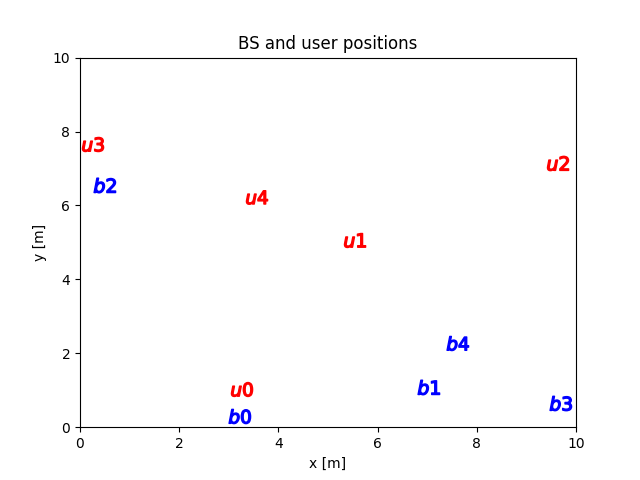 BS and user positions
10
8
6
4
2
0
y [m]
u3
b2
u4
u2
u1
b4
u0
b1
b3
b0
0 2 4 6 8 10
x [m]